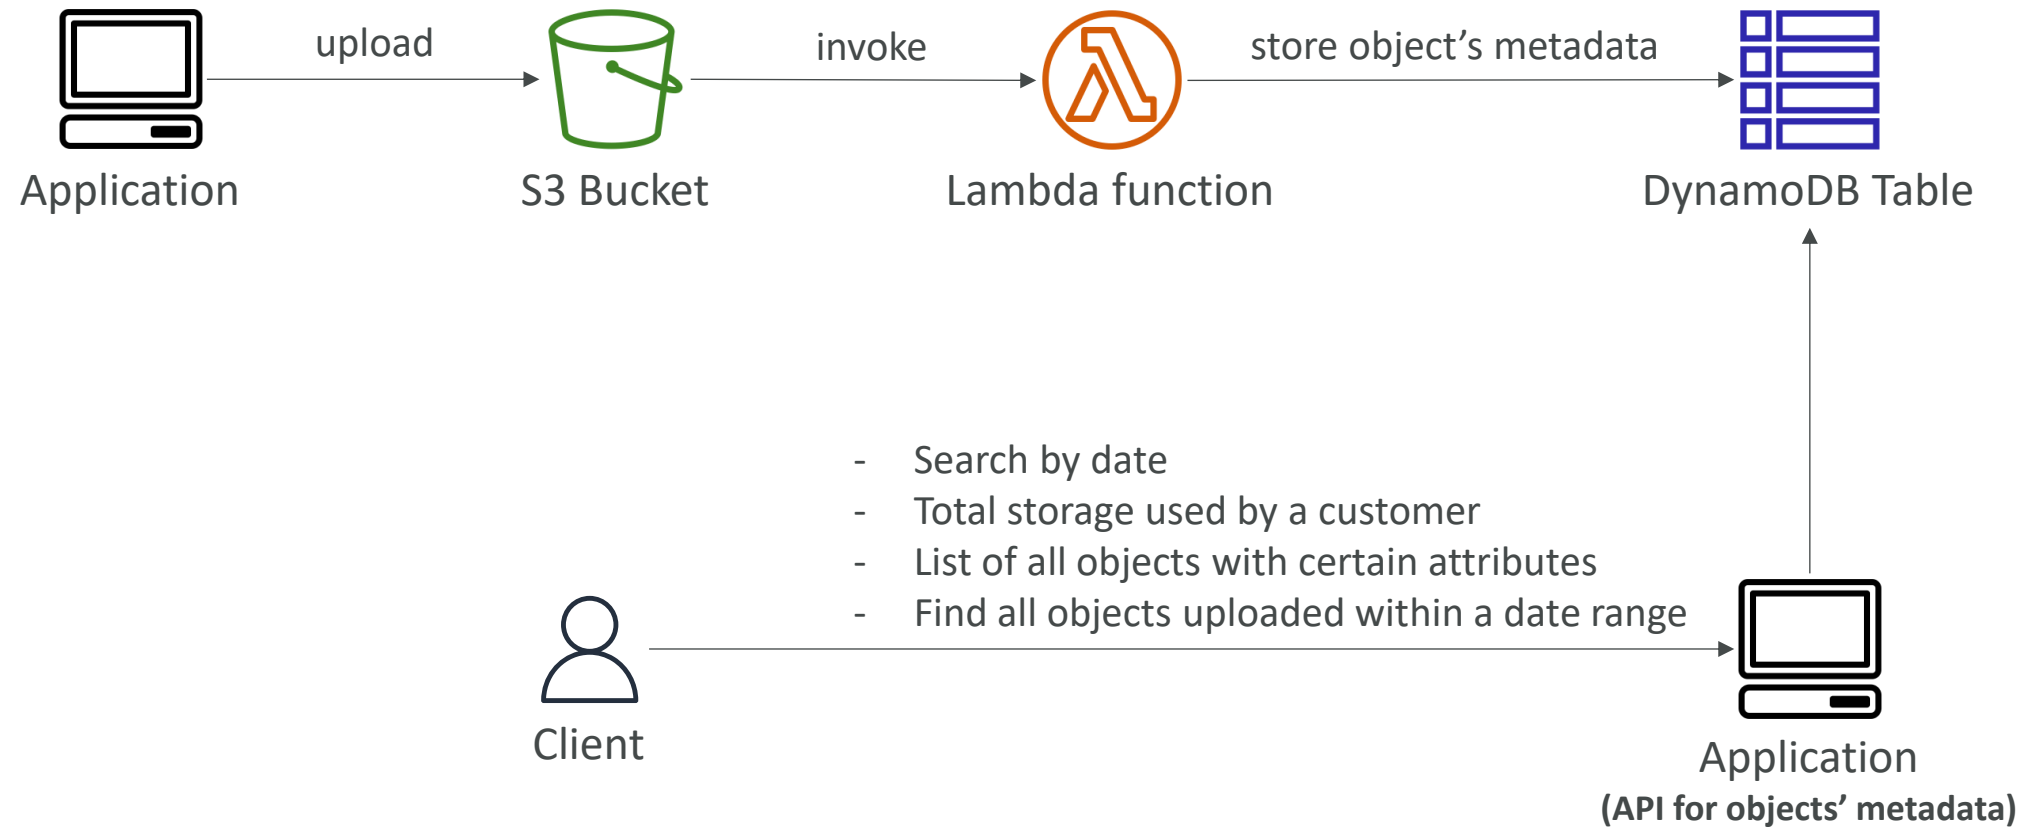 upload
invoke
store object’s metadata
Application
S3 Bucket
Lambda function
DynamoDB Table
- Search by date
- Total storage used by a customer
- List of all objects with certain attributes
- Find all objects uploaded within a date range
Client
Application
(API for objects’ metadata)